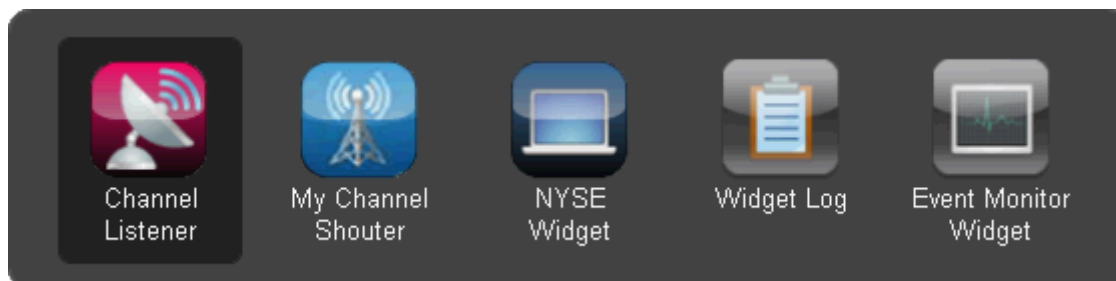 Channel
Listener
My Channel
Shouter
NYSE
Widget
Widget Log
Event Monitor
Widget